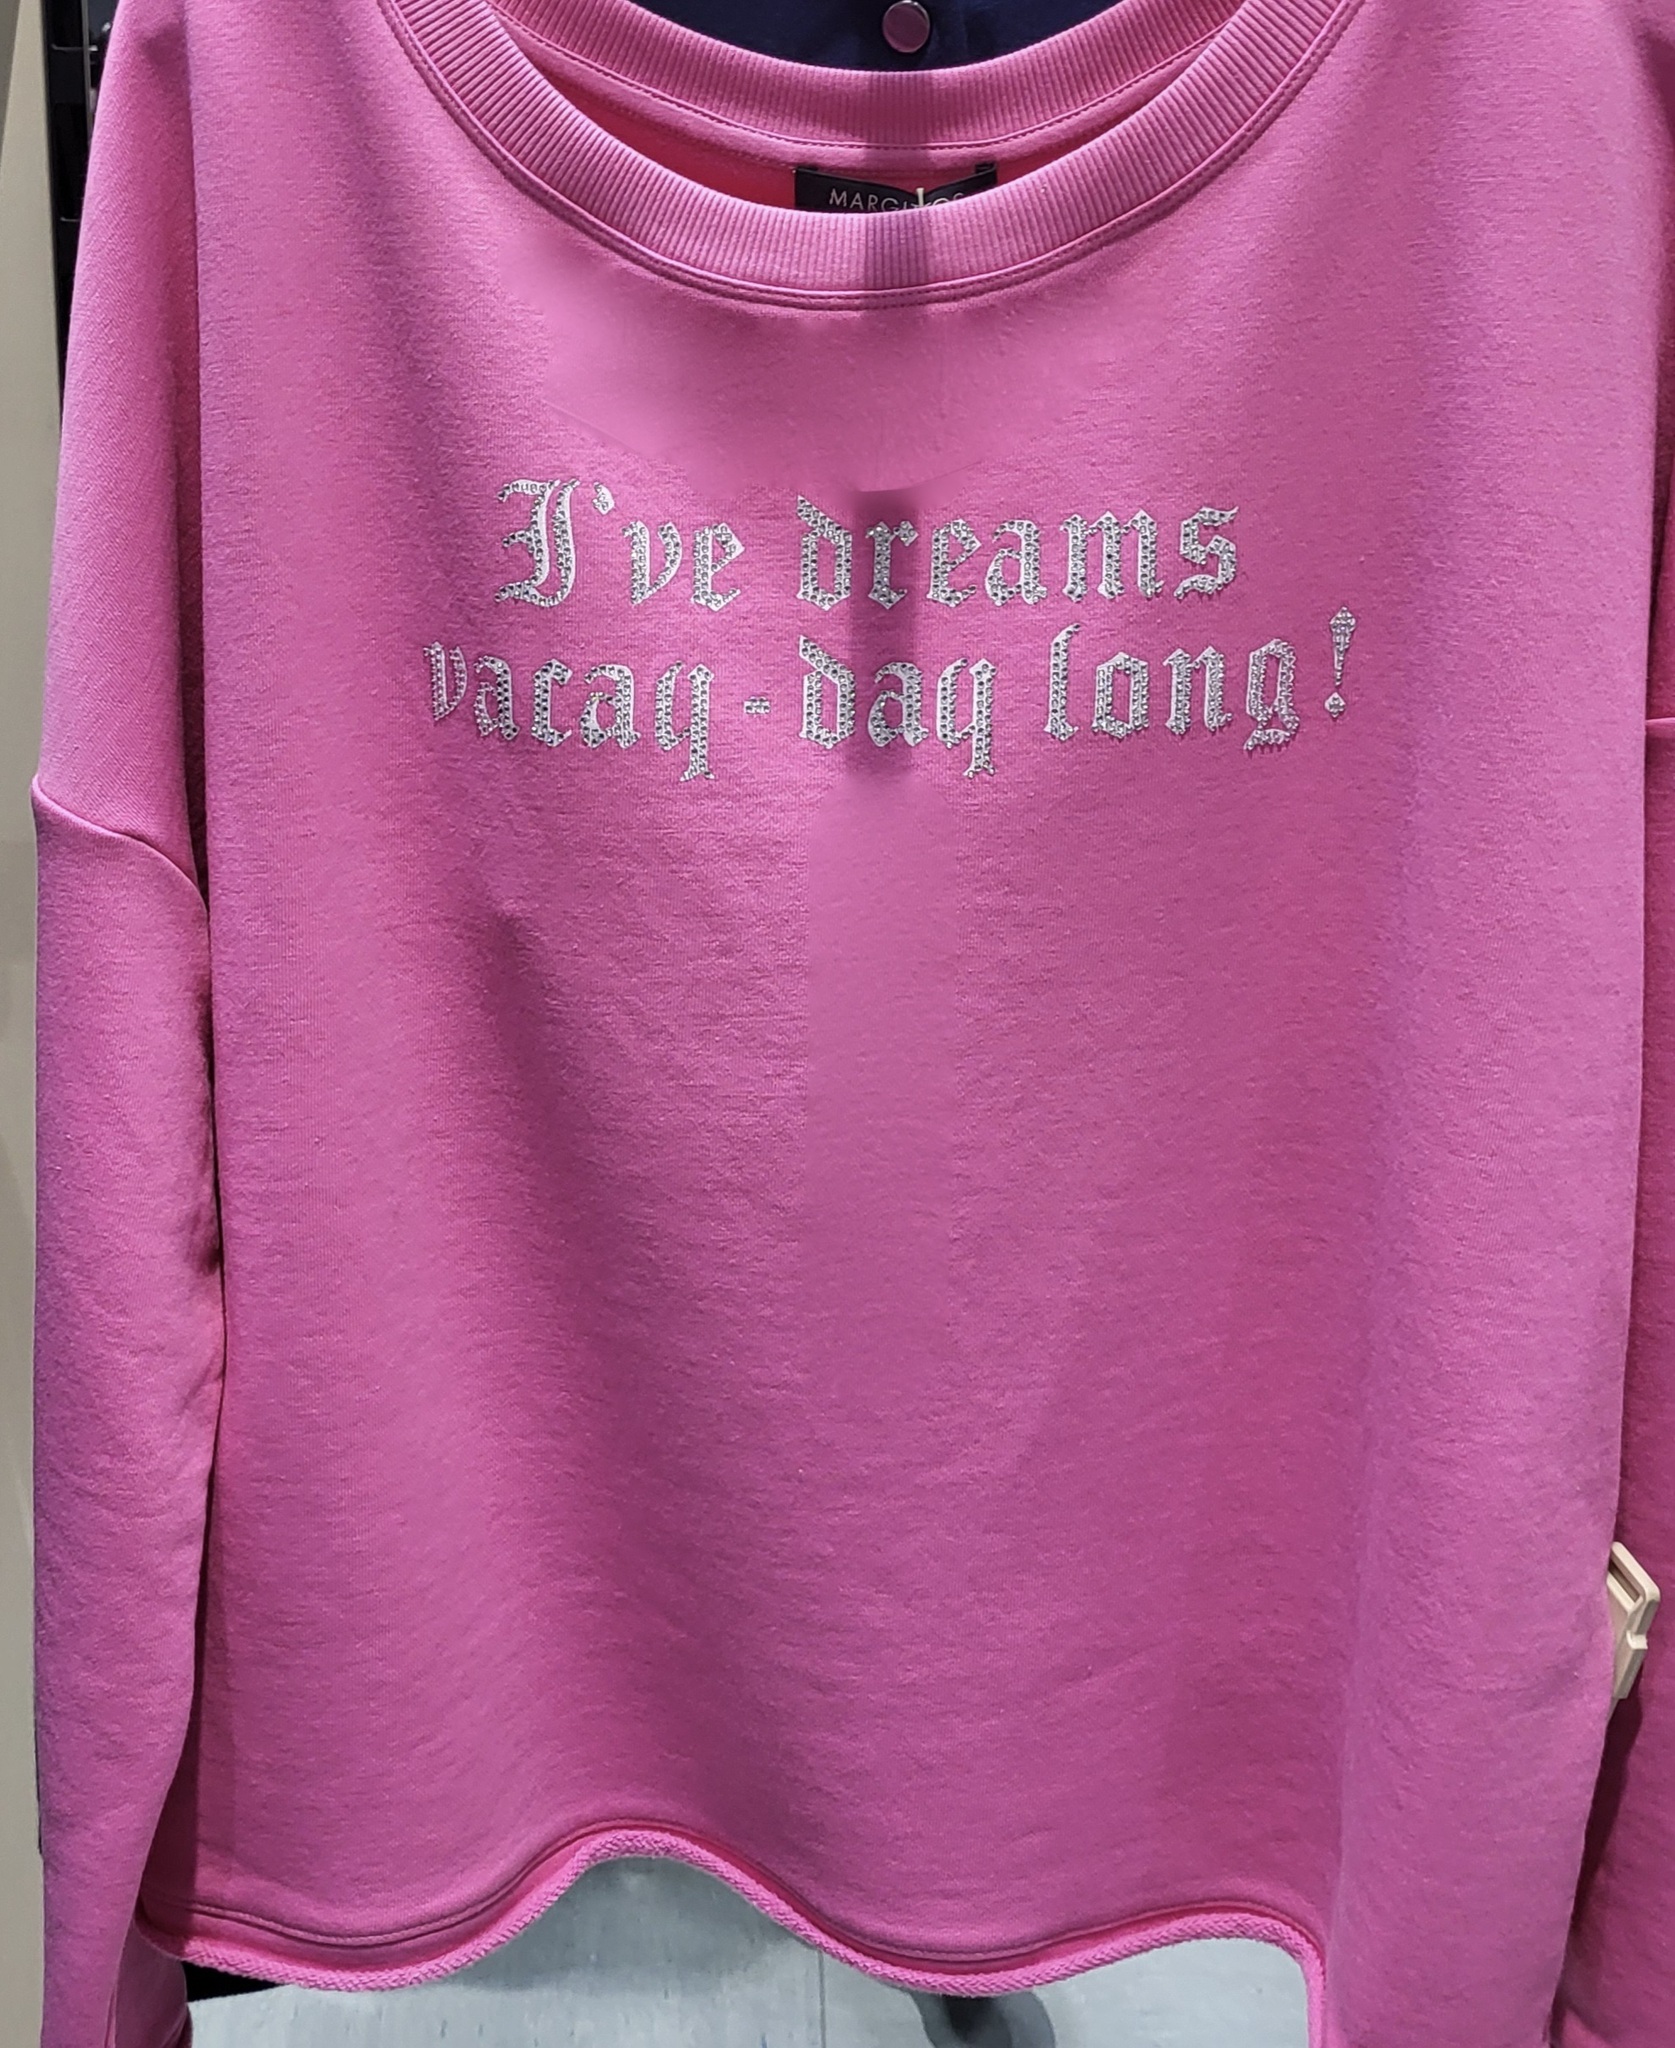 I've dreams
vacay - day long!